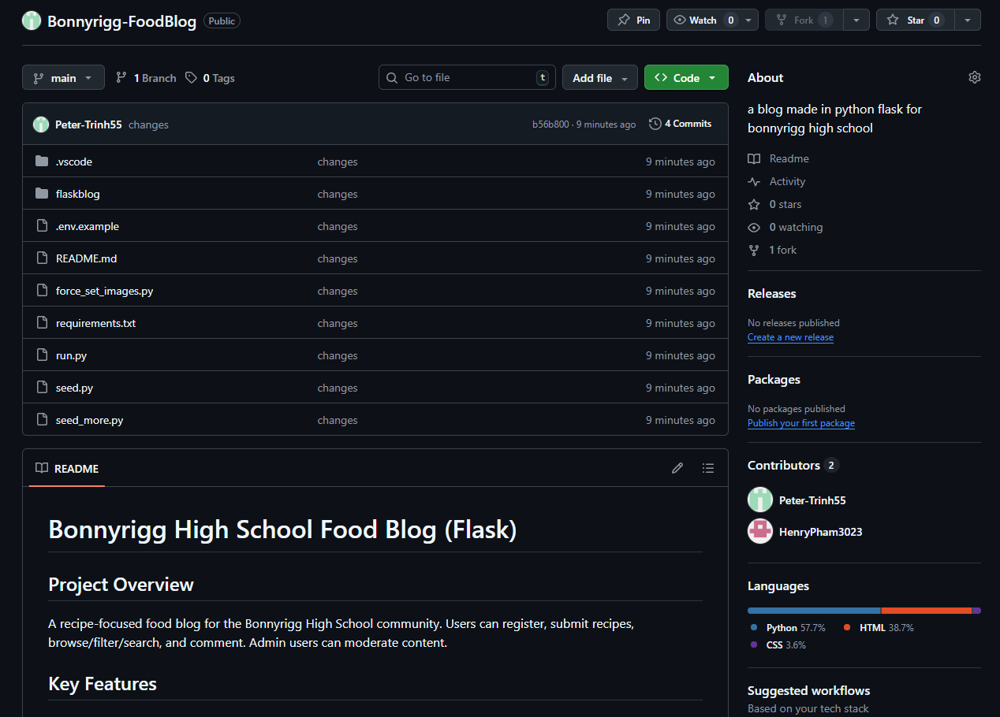 Bonnyrigg-FoodBlog Public Pin Watch 0 Fork 1 Star 0
main 1 Branch 0 Tags Go to file t Add file Code
Peter-Trinh55 changes b56b800 · 9 minutes ago 4 Commits
.vscode changes 9 minutes ago
flaskblog changes 9 minutes ago
.env.example changes 9 minutes ago
README.md changes 9 minutes ago
force_set_images.py changes 9 minutes ago
requirements.txt changes 9 minutes ago
run.py changes 9 minutes ago
seed.py changes 9 minutes ago
seed_more.py changes 9 minutes ago
README
Bonnyrigg High School Food Blog (Flask)
Project Overview
A recipe-focused food blog for the Bonnyrigg High School community. Users can register, submit recipes,
browse/filter/search, and comment. Admin users can moderate content.
Key Features
About
a blog made in python flask for
bonnyrigg high school
Readme
Activity
0 stars
0 watching
1 fork
Releases
No releases published
Create a new release
Packages
No packages published
Publish your first package
Contributors 2
Peter-Trinh55
HenryPham3023
Languages
Python 57.7% HTML 38.7%
CSS 3.6%
Suggested workflows
Based on your tech stack